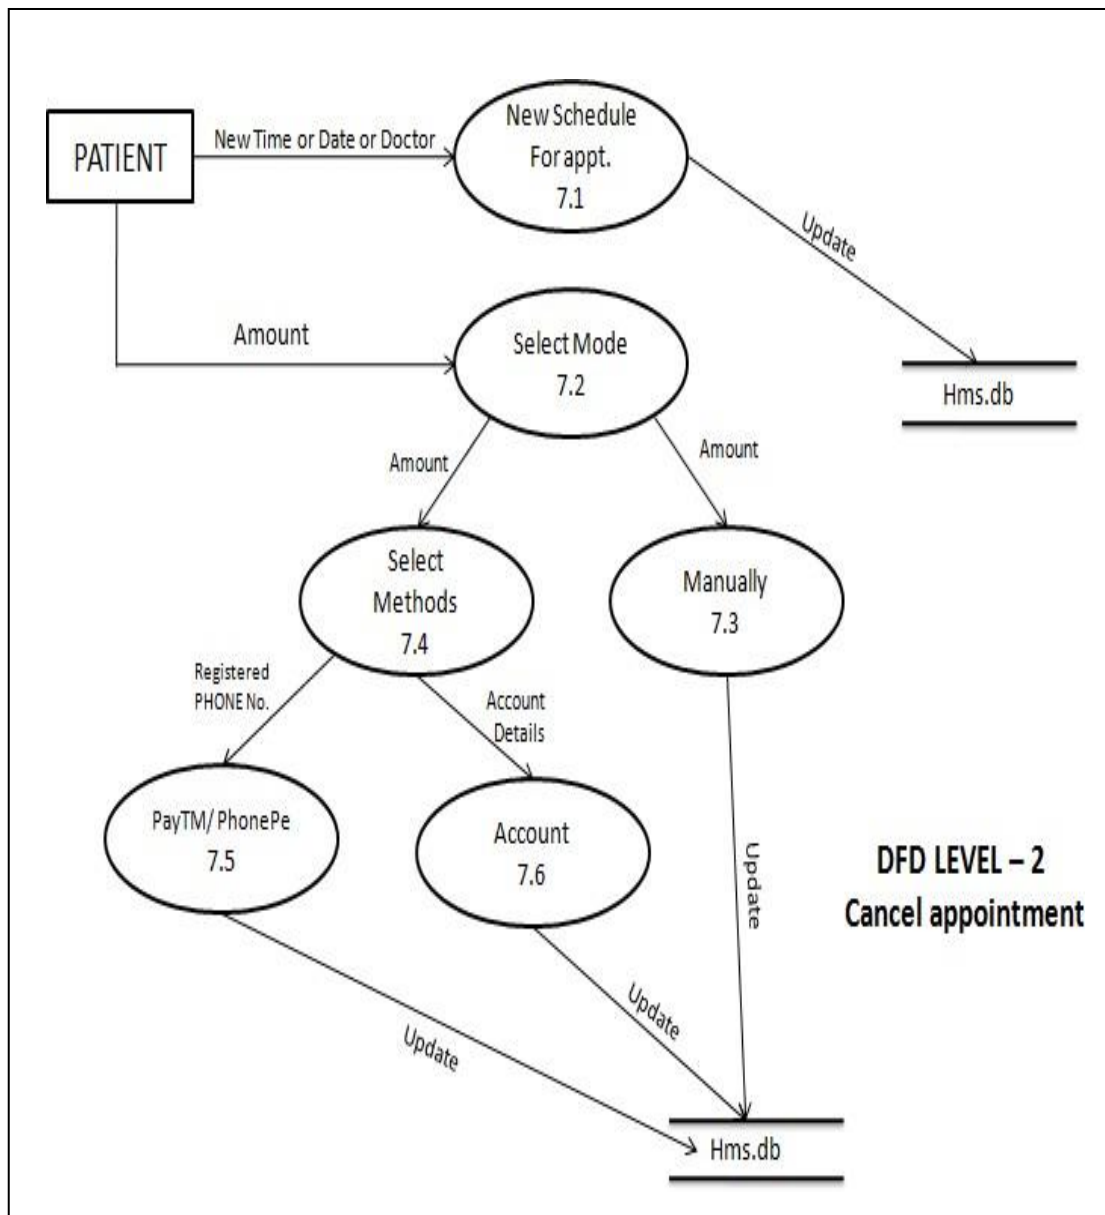 PATIENT
New Time or Date or Doctor
New Schedule
For appt.
7.1
Update
Hms.db
Amount
Select Mode
7.2
Amount
Amount
Select
Methods
7.4
Manually
7.3
Registered
PHONE No.
Account
Details
PayTM/ PhonePe
7.5
Account
7.6
Update
DFD LEVEL – 2
Cancel appointment
Update
Update
Hms.db